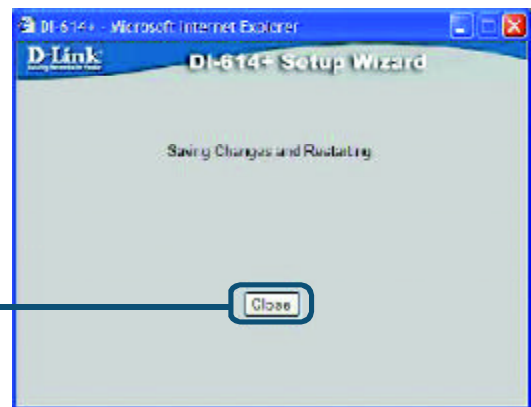 DI-614+ - Microsoft Internet Explorer
D-Link
DI-614+ Setup Wizard
Saving Changes and Restarting
Close